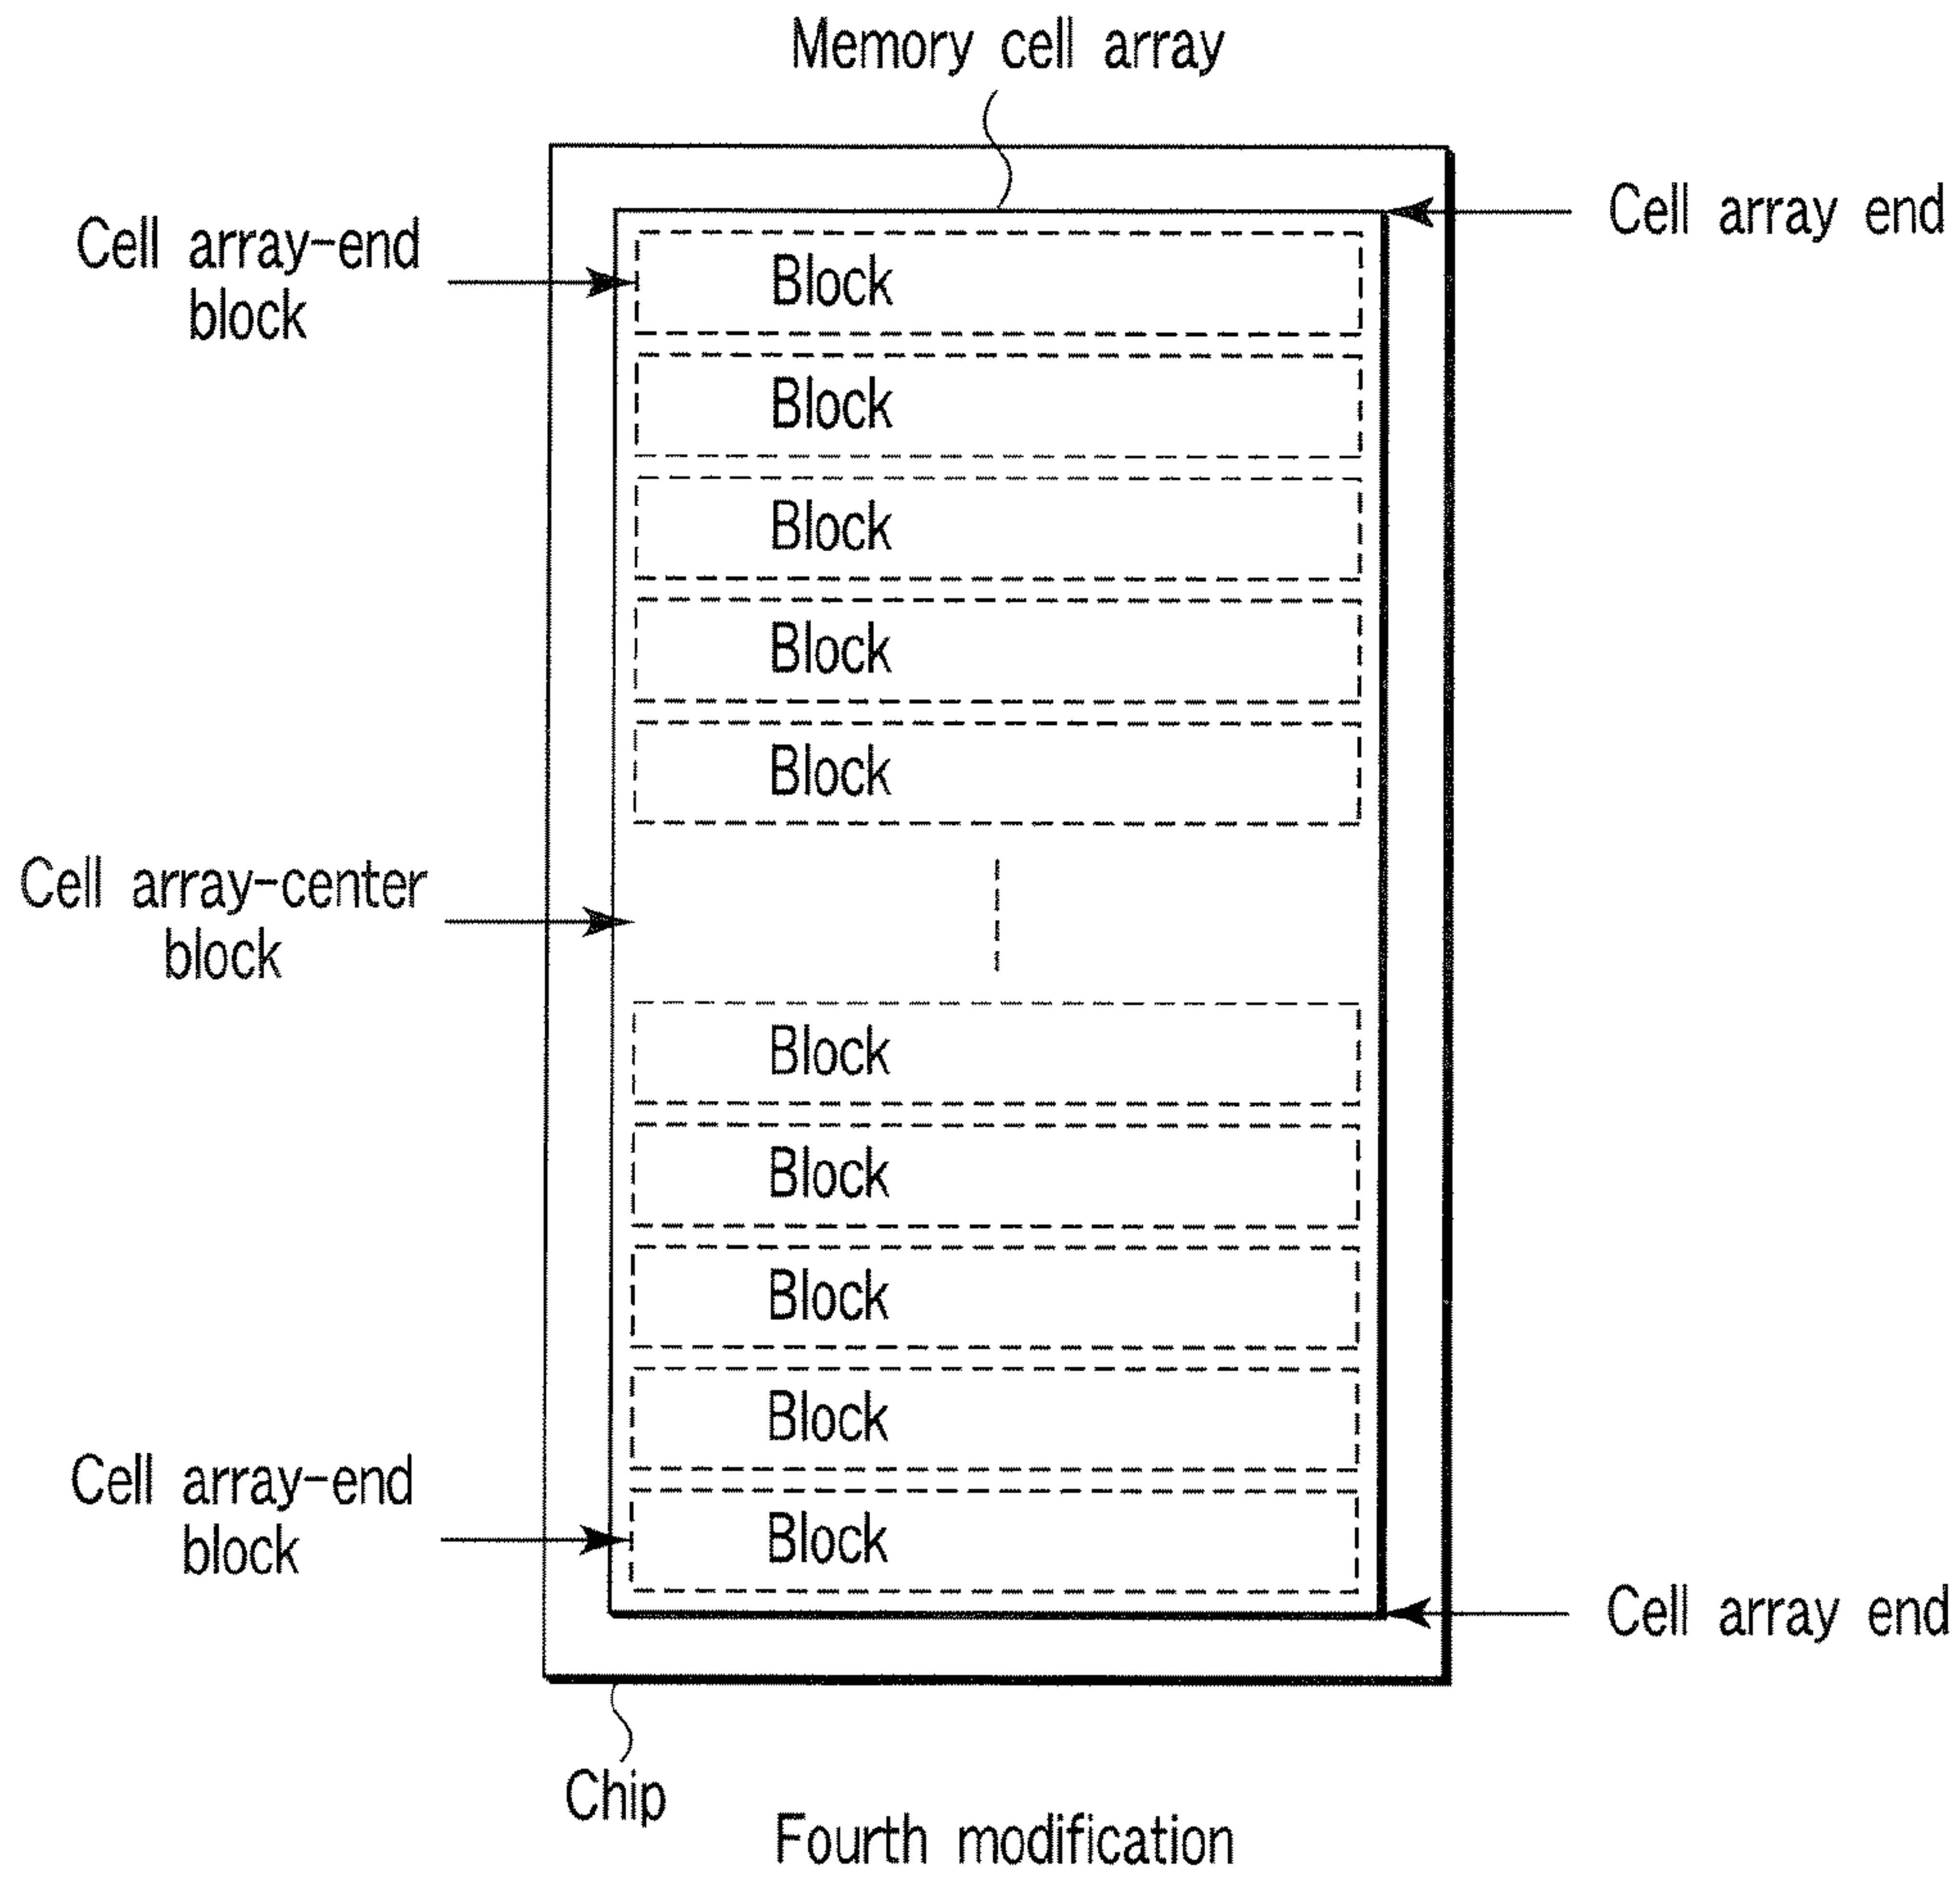 Memory cell array
Cell array end
Cell array-end
block
Block
Block
Block
Block
Block
Cell array-center
block
Block
Block
Block
Block
Cell array-end
block
Block
Cell array end
Chip
Fourth modification